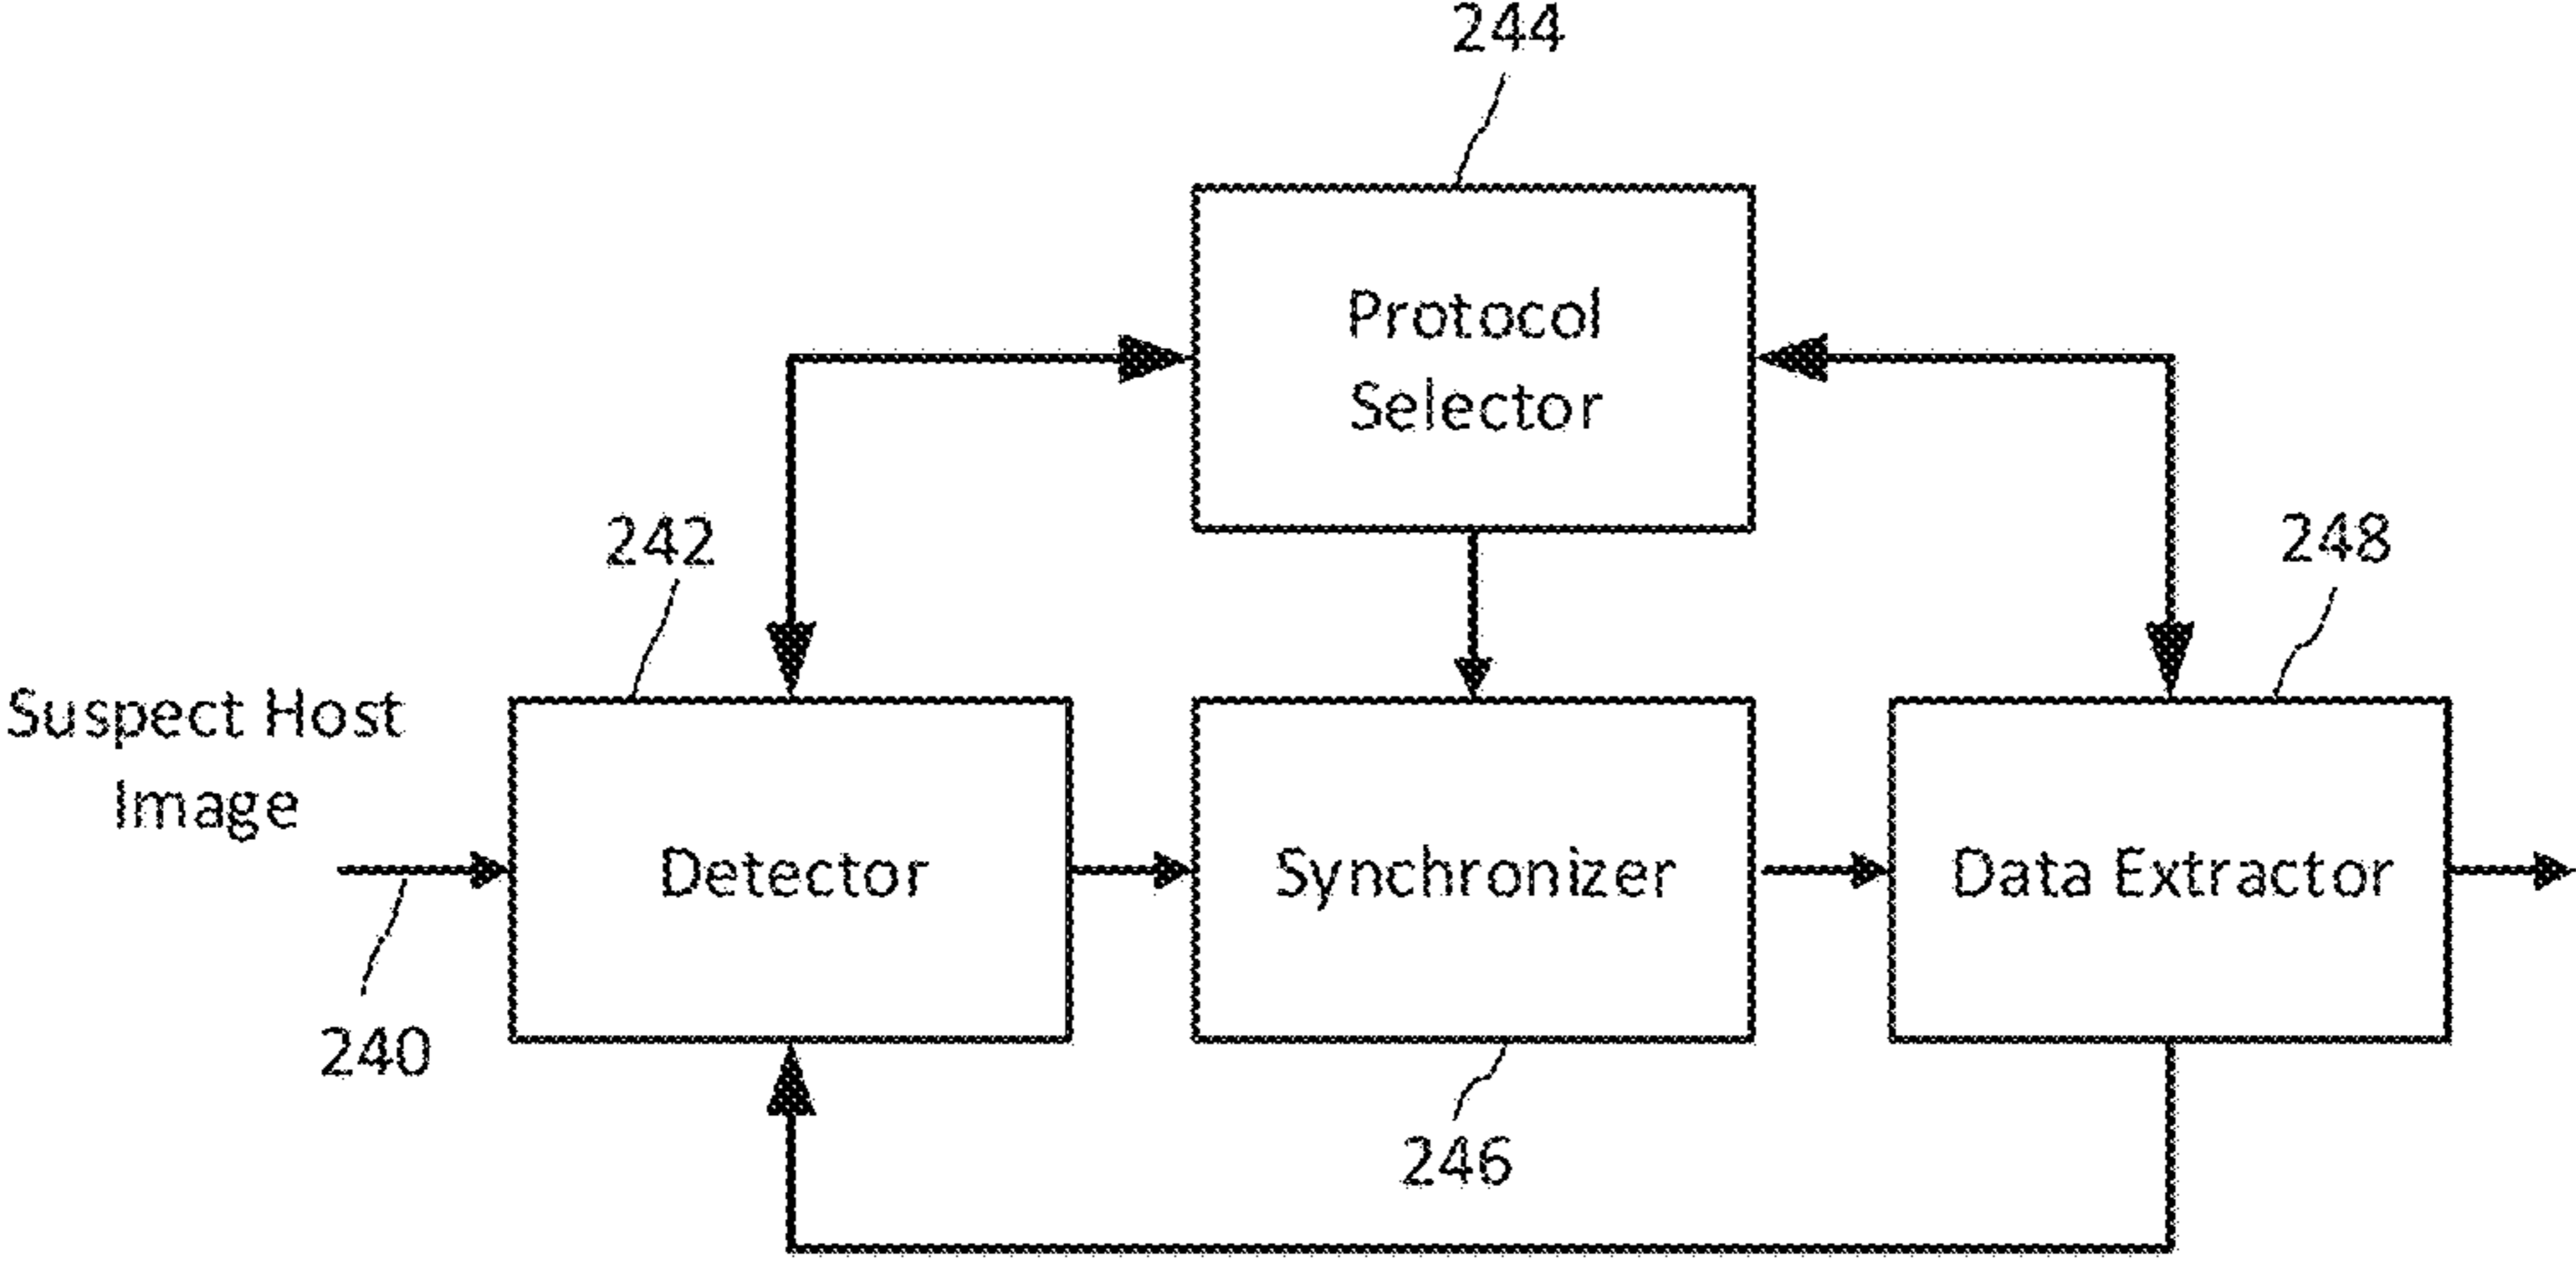 244
Protocol
Selector
242
248
Suspect Host
Image
Detector
Synchronizer
Data Extractor
240
246